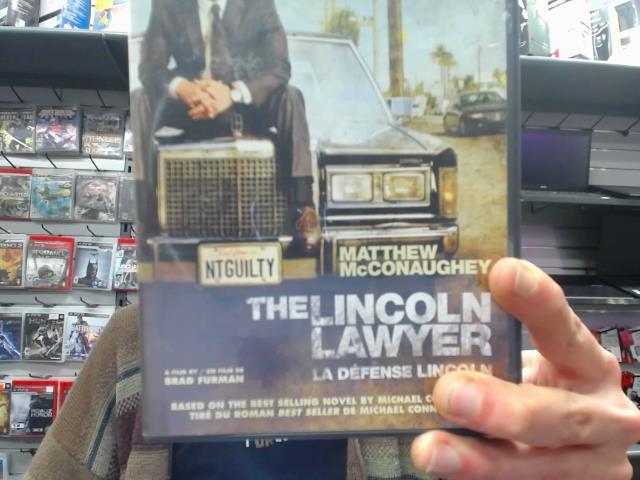 NTGUILTY
MATTHEW
McCONAUGHEY
THE LINCOLN
LAWYER
LA DÉFENSE LINCOLN
A FILM BY / UN FILM DE
BRAD FURMAN
BASED ON THE BEST SELLING NOVEL BY MICHAEL
TIRÉ DU ROMAN BEST SELLER DE MICHAEL